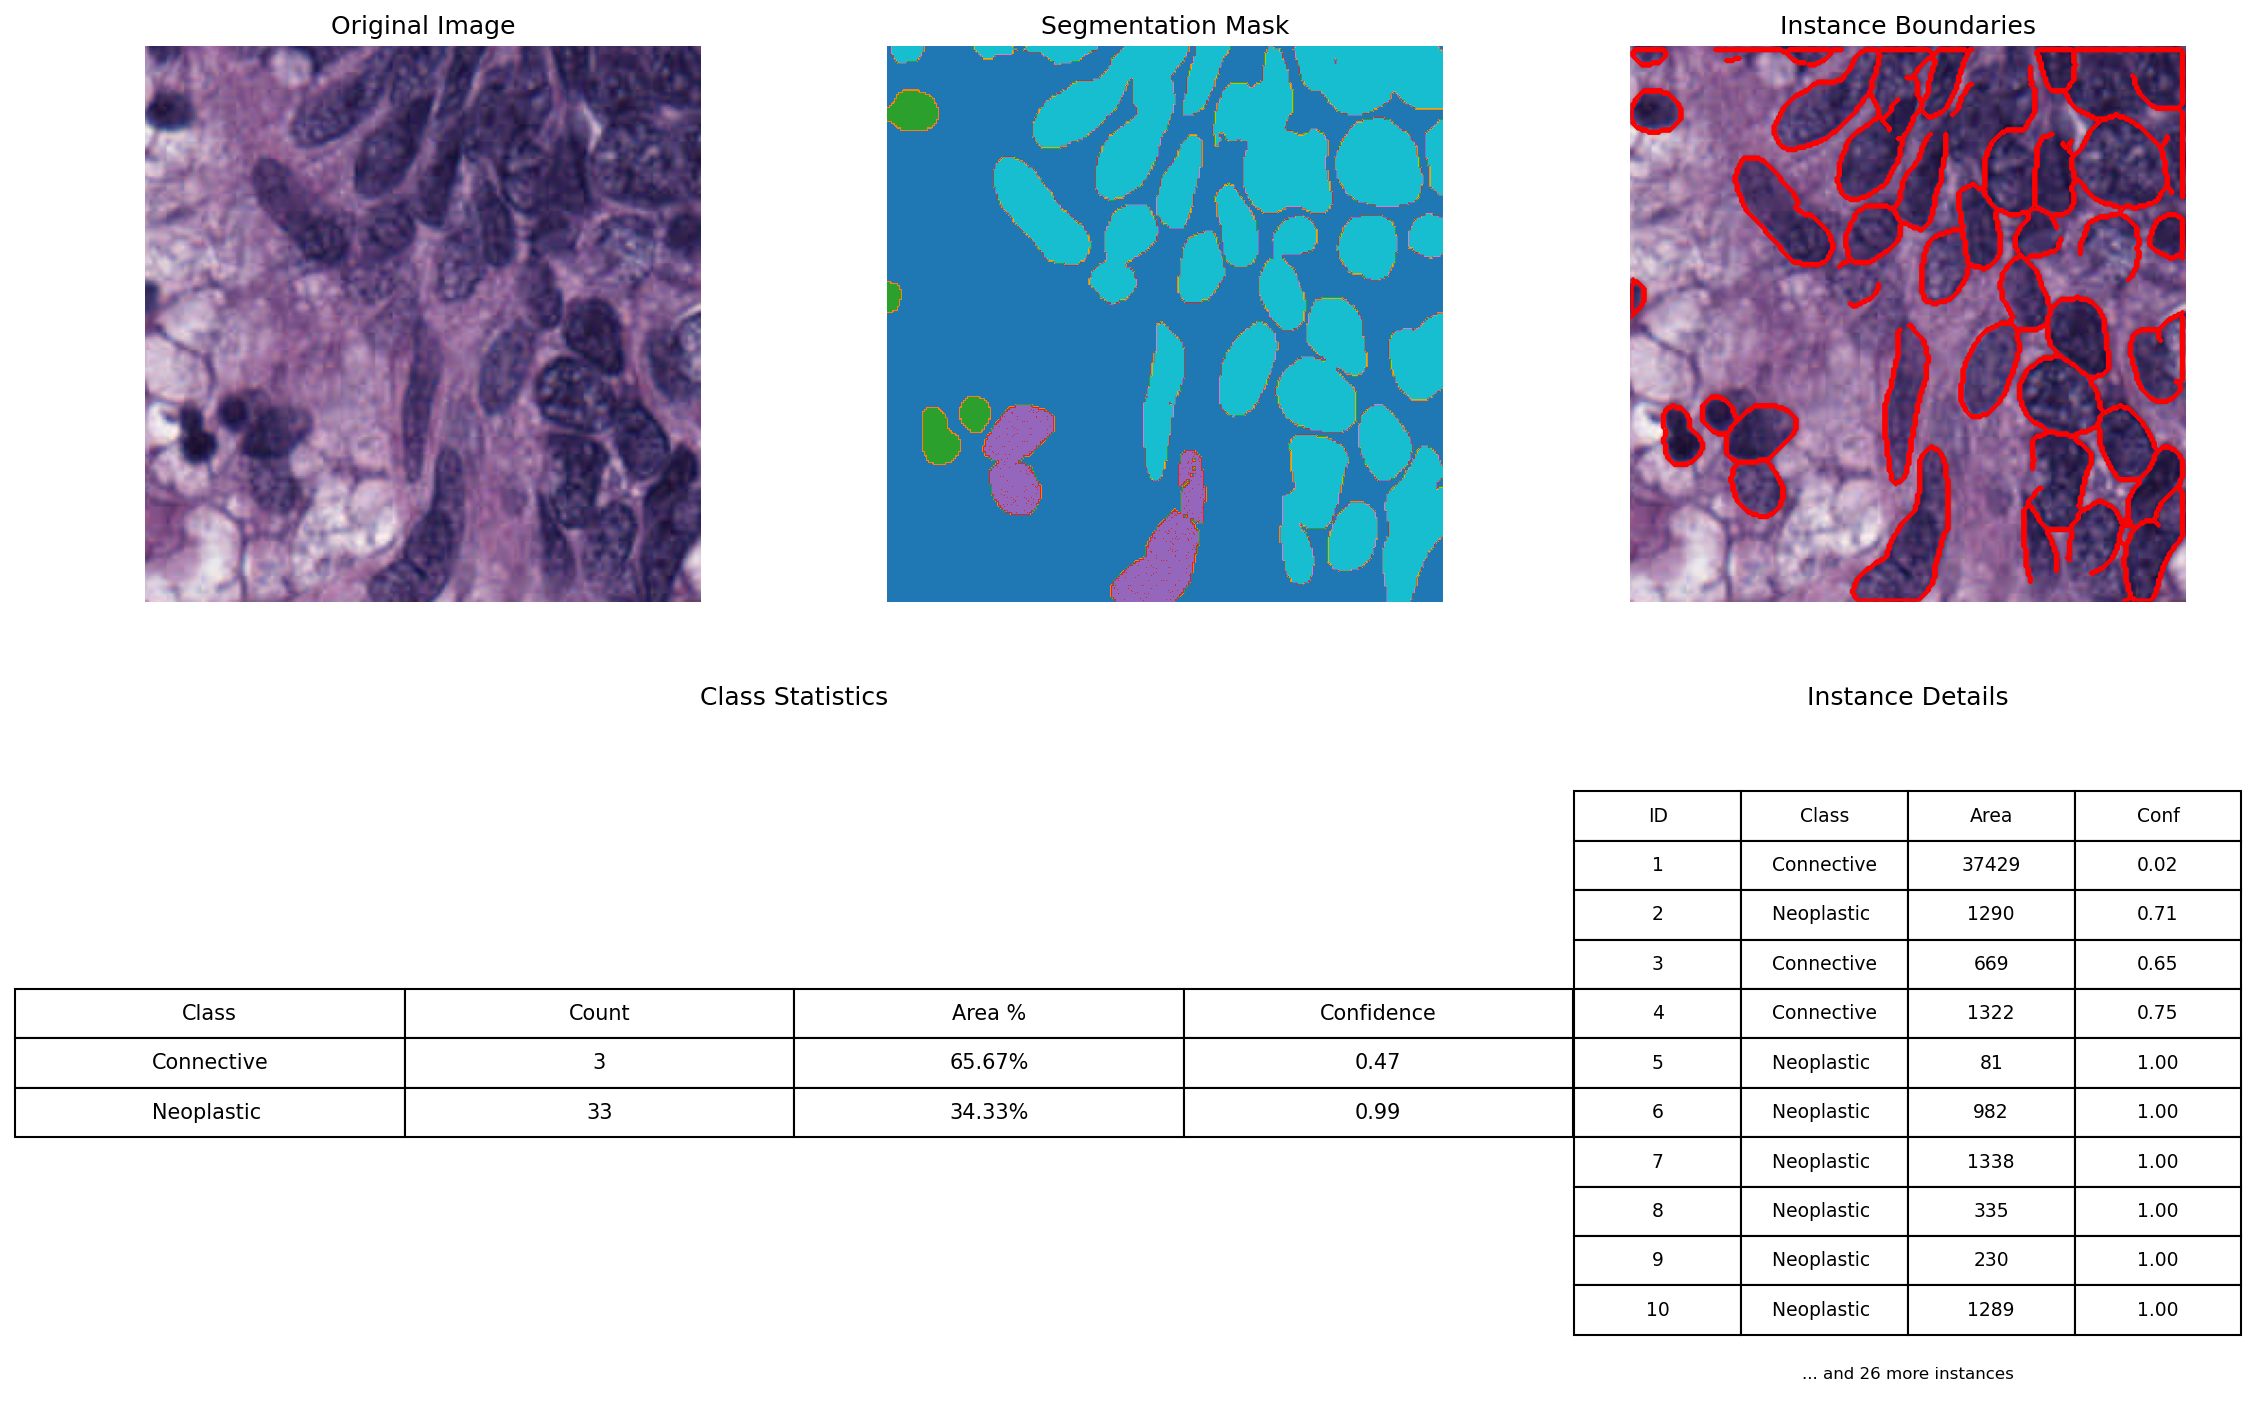 Original Image
Segmentation Mask
Instance Boundaries
Class Statistics
Class Count Area % Confidence
Connective 3 65.67% 0.47
Neoplastic 33 34.33% 0.99
Instance Details
ID Class Area Conf
1 Connective 37429 0.02
2 Neoplastic 1290 0.71
3 Connective 669 0.65
4 Connective 1322 0.75
5 Neoplastic 81 1.00
6 Neoplastic 982 1.00
7 Neoplastic 1338 1.00
8 Neoplastic 335 1.00
9 Neoplastic 230 1.00
10 Neoplastic 1289 1.00
... and 26 more instances